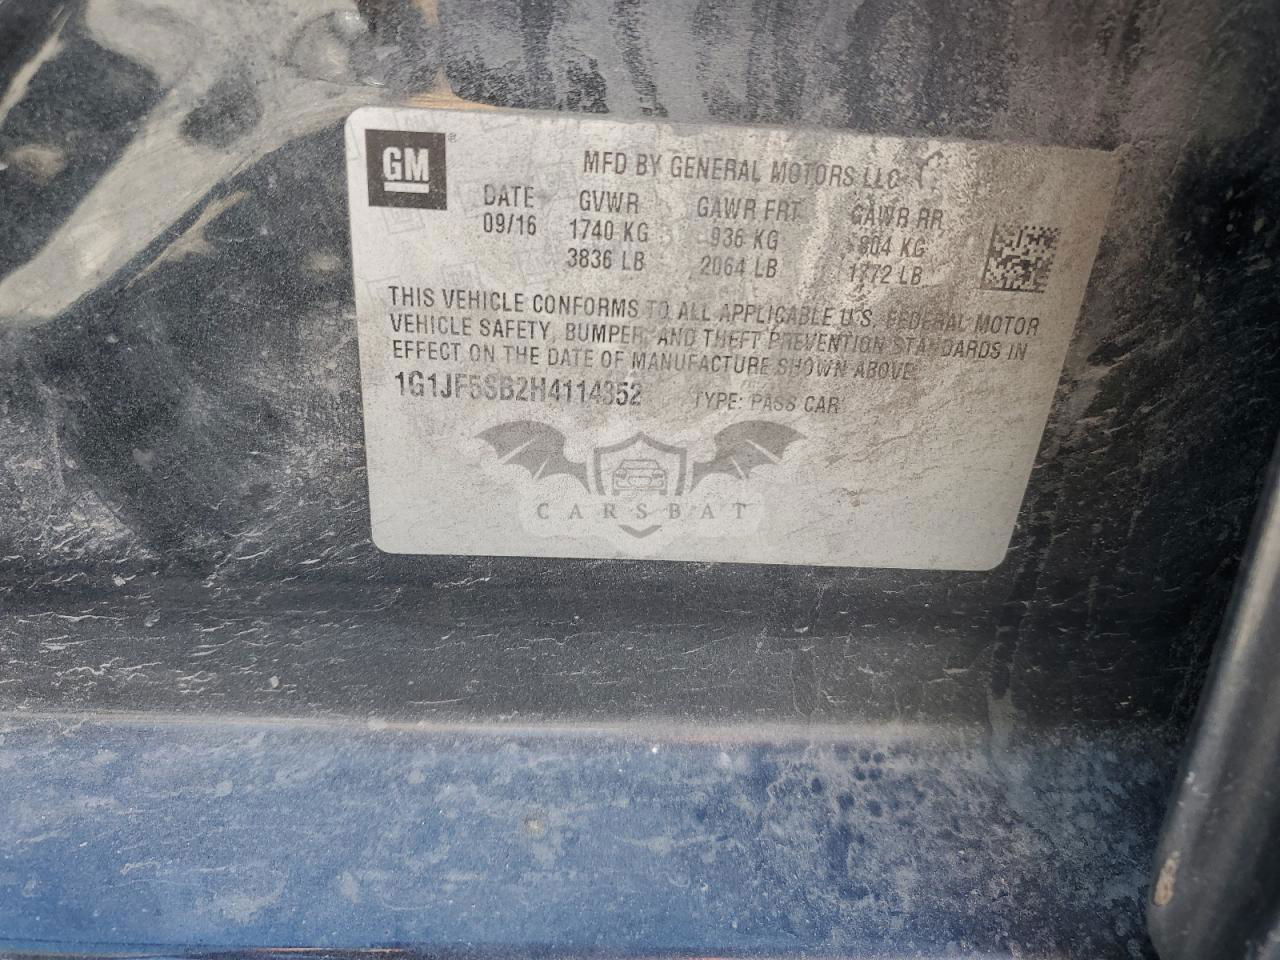 GM
MFD BY GENERAL MOTORS LLC
DATE GVWR GAWR FRT GAWR RR
09/16 1740 KG 936 KG 804 KG
3836 LB 2064 LB 1772 LB
THIS VEHICLE CONFORMS TO ALL APPLICABLE U.S. FEDERAL MOTOR
VEHICLE SAFETY, BUMPER, AND THEFT PREVENTION STANDARDS IN
EFFECT ON THE DATE OF MANUFACTURE SHOWN ABOVE.
1G1JF5SB2H4114352 TYPE: PASS CAR
CARSBAT